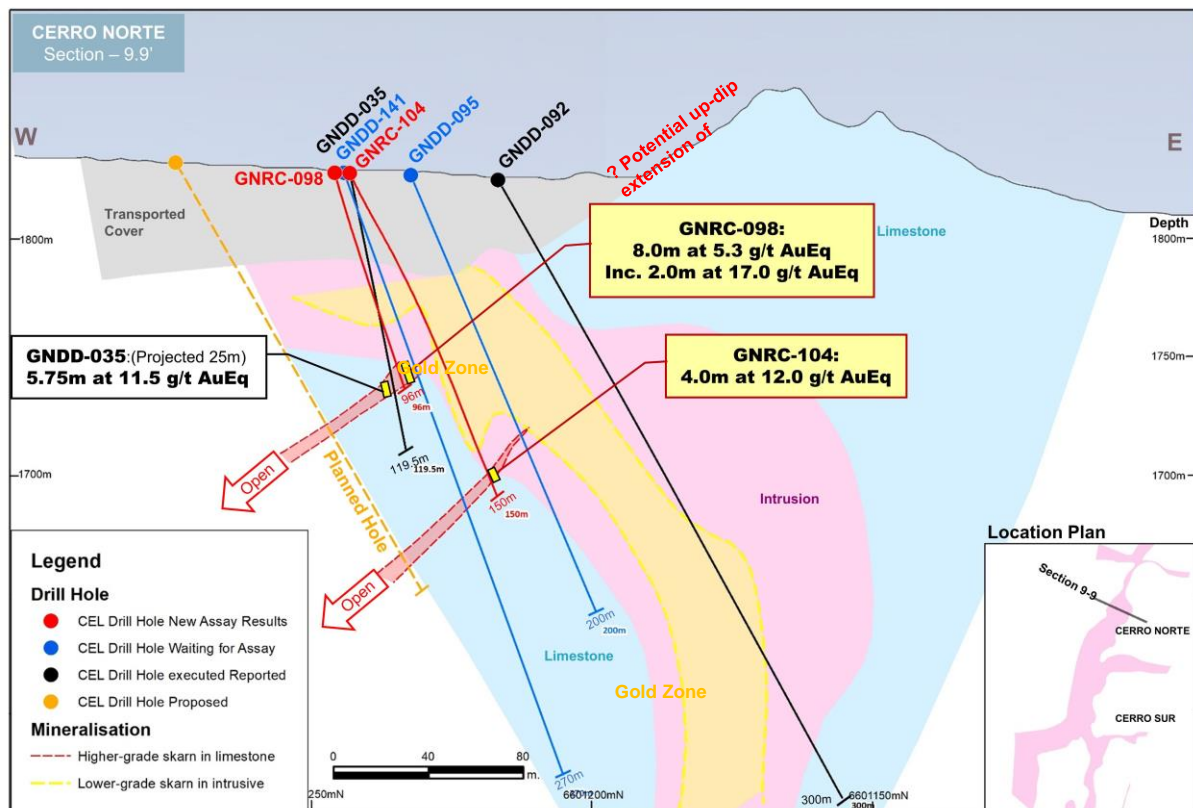 CERRO NORTE
Section – 9.9'
W
E
GNDD-035
GNDD-141
GNRC-104
GNDD-095
GNDD-092
GNRC-098
? Potential up-dip
extension of
Transported
Cover
Limestone
Depth
1800m
1800m
1750m
1700m
1700m
GNRC-098:
8.0m at 5.3 g/t AuEq
Inc. 2.0m at 17.0 g/t AuEq
GNDD-035:(Projected 25m)
5.75m at 11.5 g/t AuEq
GNRC-104:
4.0m at 12.0 g/t AuEq
Gold Zone
96m
96m
119.5m
119.5m
150m
150m
Open
Open
Planned Hole
Intrusion
200m
200m
Limestone
Gold Zone
270m
300m
300m
250mN
6601200mN
6601150mN
0
40
80
m.
Legend
Drill Hole
CEL Drill Hole New Assay Results
CEL Drill Hole Waiting for Assay
CEL Drill Hole executed Reported
CEL Drill Hole Proposed
Mineralisation
Higher-grade skarn in limestone
Lower-grade skarn in intrusive
Location Plan
Section 9-9
CERRO NORTE
CERRO SUR